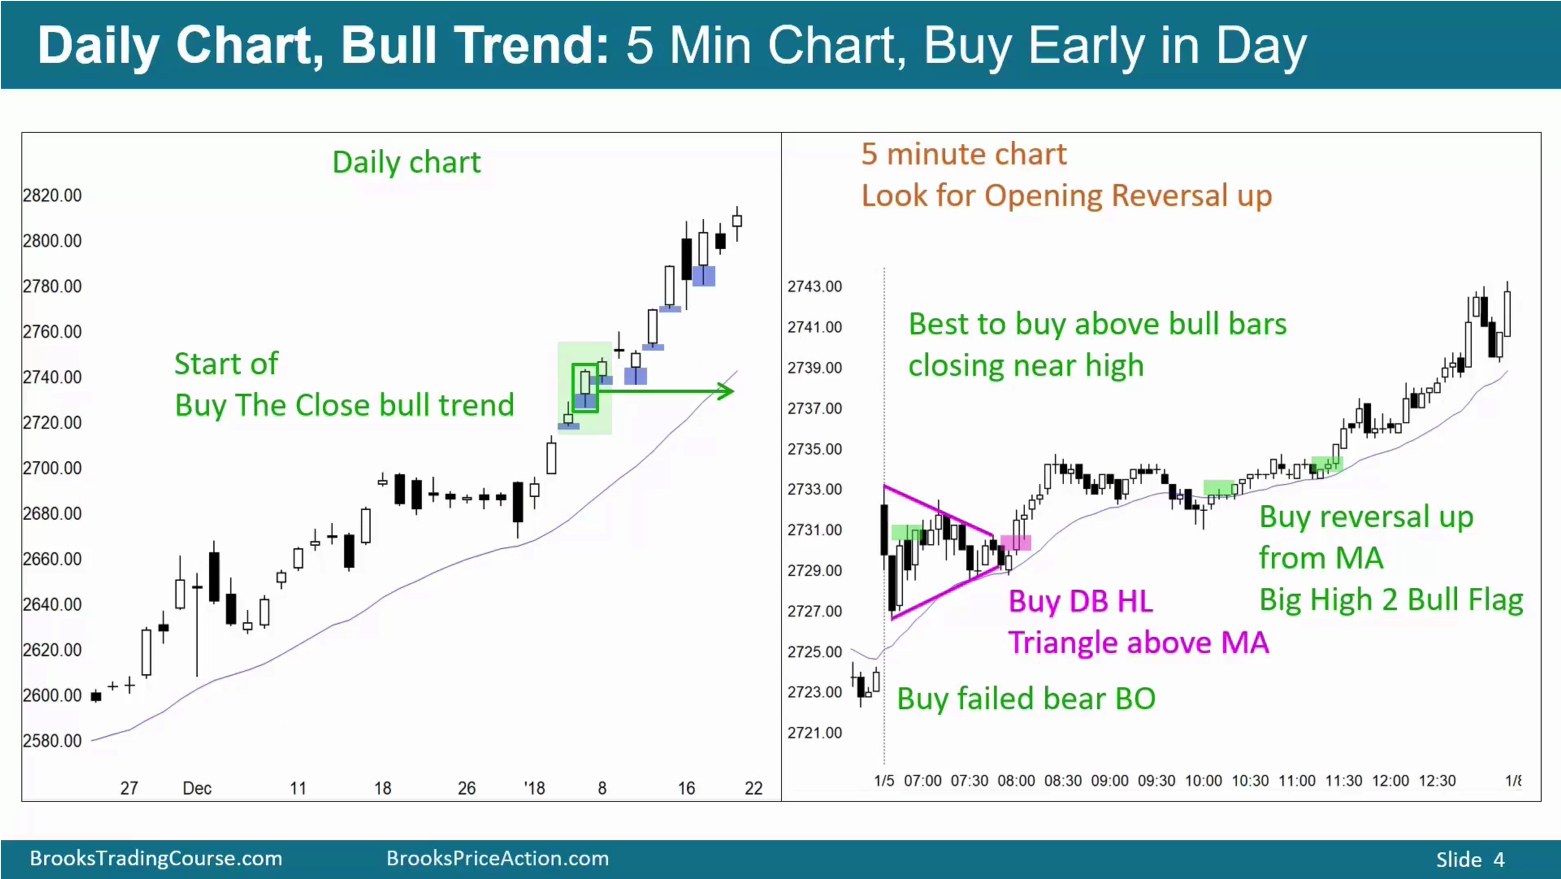 Daily Chart, Bull Trend: 5 Min Chart, Buy Early in Day
Daily chart
2820.00
2800.00
2780.00
2760.00
2740.00
2720.00
2700.00
2680.00
2660.00
2640.00
2620.00
2600.00
2580.00
Start of
Buy The Close bull trend
27 Dec 11 18 26 '18 8 16 22
5 minute chart
Look for Opening Reversal up
2743.00
2741.00
2739.00
2737.00
2735.00
2733.00
2731.00
2729.00
2727.00
2725.00
2723.00
2721.00
Best to buy above bull bars
closing near high
Buy reversal up
from MA
Big High 2 Bull Flag
Buy DB HL
Triangle above MA
Buy failed bear BO
1/5 07:00 07:30 08:00 08:30 09:00 09:30 10:00 10:30 11:00 11:30 12:00 12:30
BrooksTradingCourse.com
BrooksPriceAction.com
Slide 4